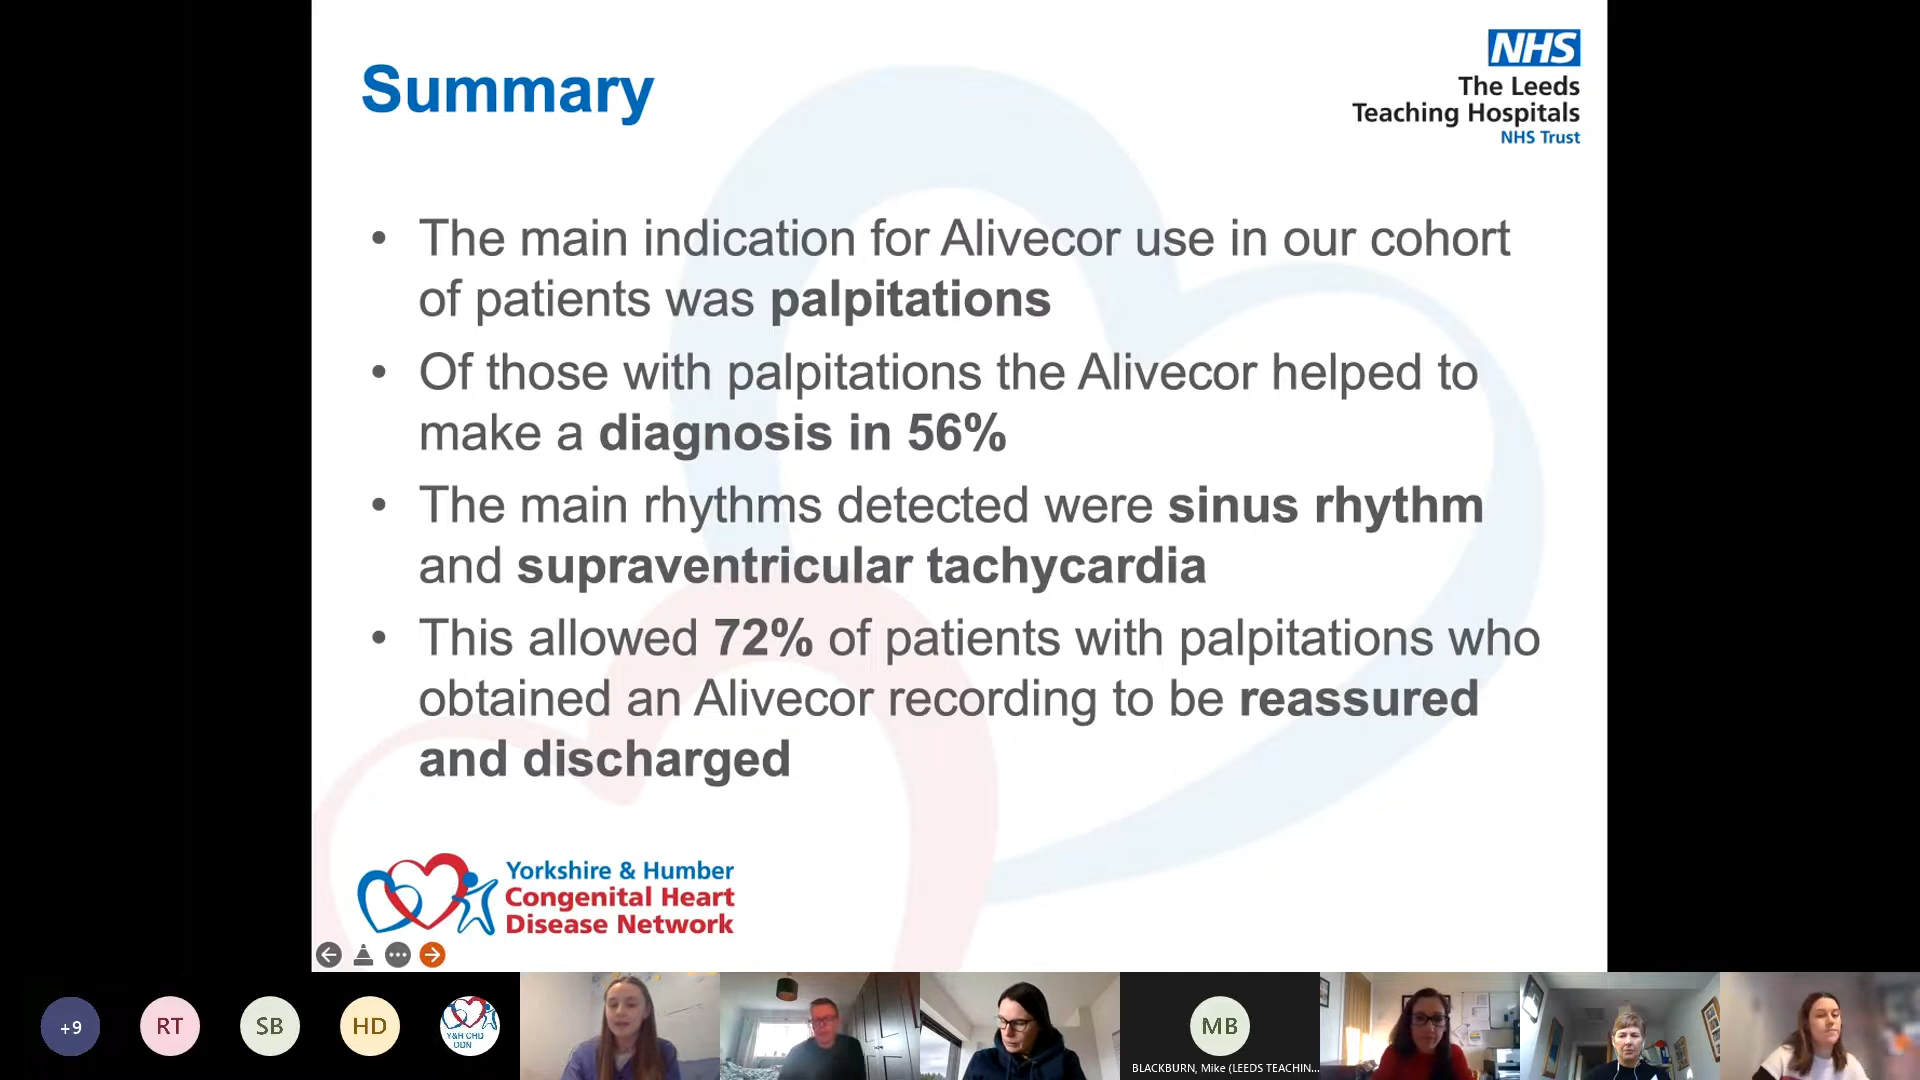 Summary
NHS
The Leeds
Teaching Hospitals
NHS Trust
• The main indication for Alivecor use in our cohort
of patients was palpitations
• Of those with palpitations the Alivecor helped to
make a diagnosis in 56%
• The main rhythms detected were sinus rhythm
and supraventricular tachycardia
• This allowed 72% of patients with palpitations who
obtained an Alivecor recording to be reassured
and discharged
Yorkshire & Humber
Congenital Heart
Disease Network
+9
RT
SB
HD
Y&H CHD
ODN
MB
BLACKBURN, Mike (LEEDS TEACHIN...